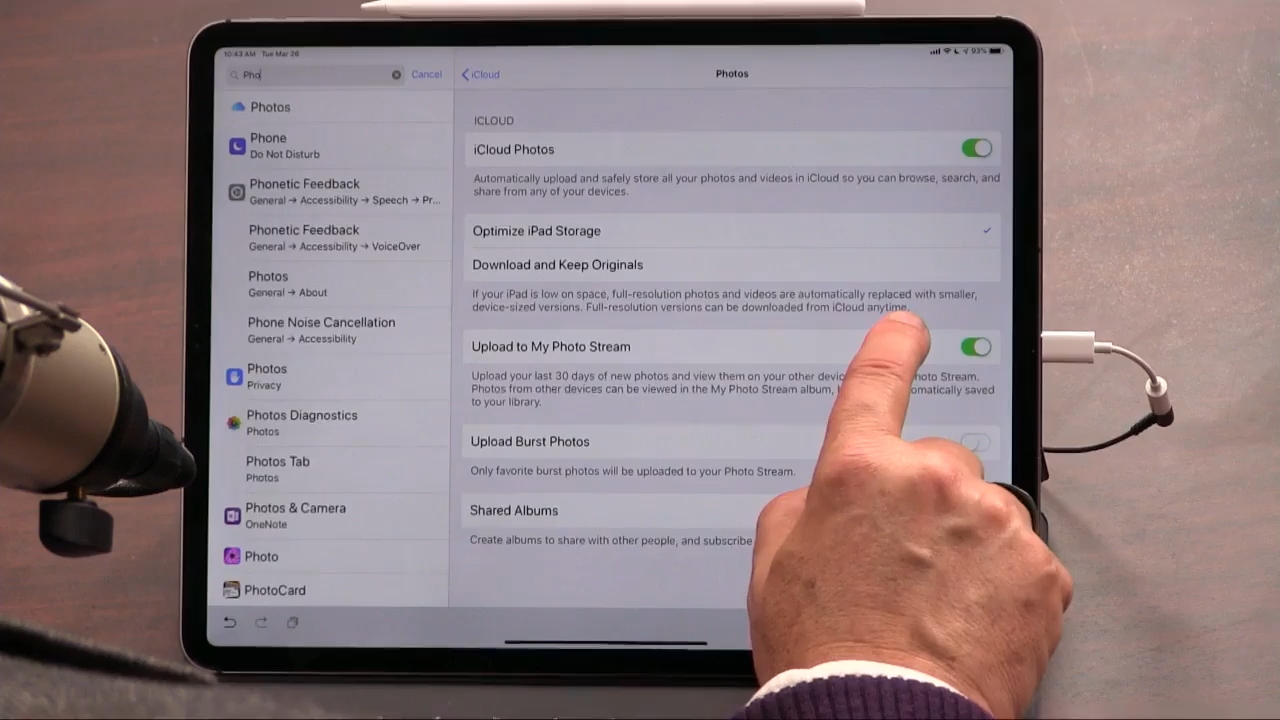 10:43 AM Tue Mar 26
93%
Pho
Cancel
Photos
Phone
Do Not Disturb
Phonetic Feedback
General → Accessibility → Speech → Pr...
Phonetic Feedback
General → Accessibility → VoiceOver
Photos
General → About
Phone Noise Cancellation
General → Accessibility
Photos
Privacy
Photos Diagnostics
Photos
Photos Tab
Photos
Photos & Camera
OneNote
Photo
PhotoCard
iCloud
Photos
ICLOUD
iCloud Photos
Automatically upload and safely store all your photos and videos in iCloud so you can browse, search, and
share from any of your devices.
Optimize iPad Storage
Download and Keep Originals
If your iPad is low on space, full-resolution photos and videos are automatically replaced with smaller,
device-sized versions. Full-resolution versions can be downloaded from iCloud anytime.
Upload to My Photo Stream
Upload your last 30 days of new photos and view them on your other Stream.
Photos from other devices can be viewed in the My Photo Stream album, saved
to your library.
Upload Burst Photos
Only favorite burst photos will be uploaded to your Photo Stream.
Shared Albums
Create albums to share with other people, and subscribe